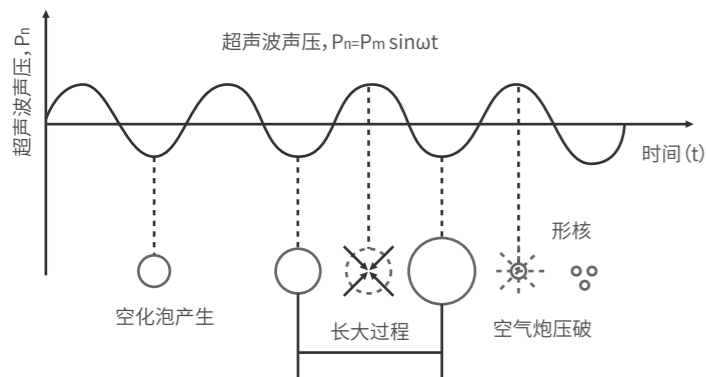 超声波声压, Pn=Pm sinωt
超声波声压, Pn
时间 (t)
形核
空化泡产生
长大过程
空气炮压破